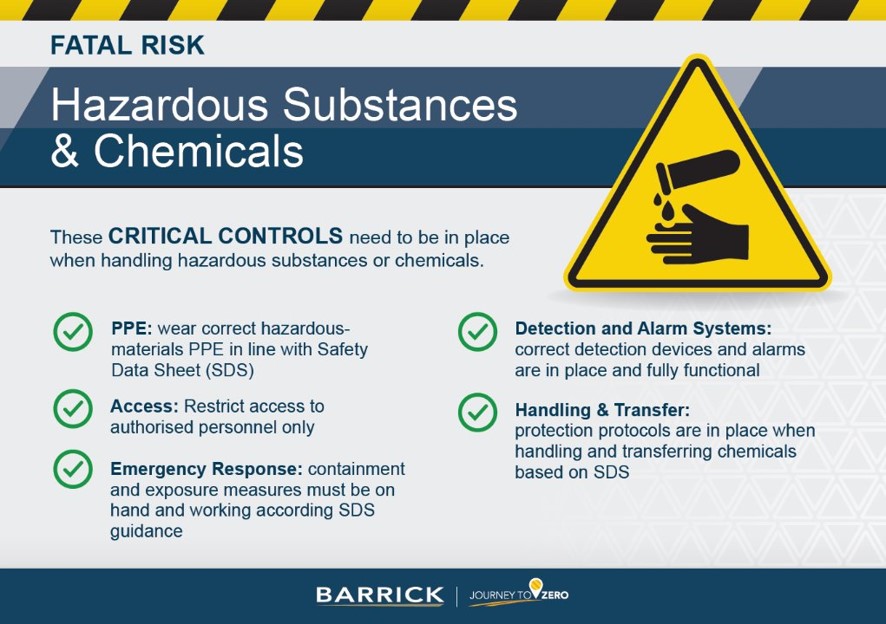 FATAL RISK
Hazardous Substances
& Chemicals
These CRITICAL CONTROLS need to be in place
when handling hazardous substances or chemicals.
PPE: wear correct hazardous-
materials PPE in line with Safety
Data Sheet (SDS)
Access: Restrict access to
authorised personnel only
Emergency Response: containment
and exposure measures must be on
hand and working according SDS
guidance
Detection and Alarm Systems:
correct detection devices and alarms
are in place and fully functional
Handling & Transfer:
protection protocols are in place when
handling and transferring chemicals
based on SDS
BARRICK | JOURNEY TO ZERO